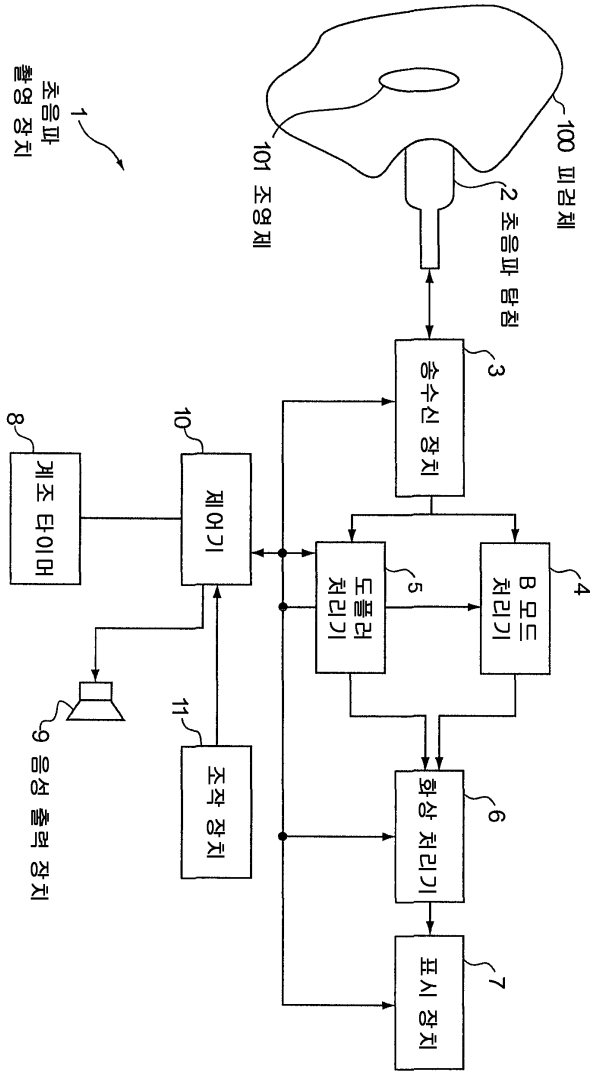 100 피검체
2 초음파 탐침
101 조영제
1
초음파
촬영 장치
3
송수신 장치
4
B 모드
처리기
5
도플러
처리기
6
화상 처리기
7
표시 장치
10
제어기
11
조작 장치
8
계조 타이머
9 음성 출력 장치